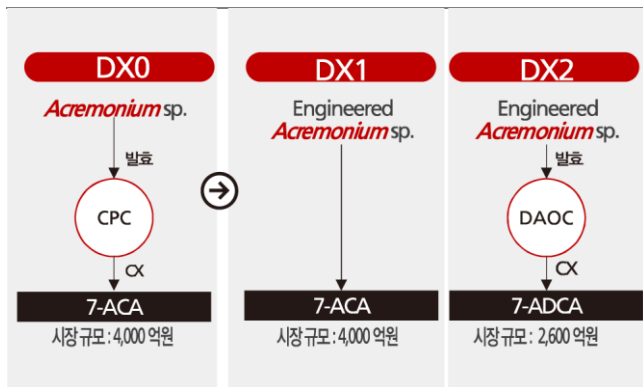 DX0
Acremonium sp.
발효
CPC
CX
7-ACA
시장 규모 : 4,000 억원
DX1
Engineered
Acremonium sp.
7-ACA
시장 규모 : 4,000 억원
DX2
Engineered
Acremonium sp.
발효
DAOC
CX
7-ADCA
시장 규모 : 2,600 억원